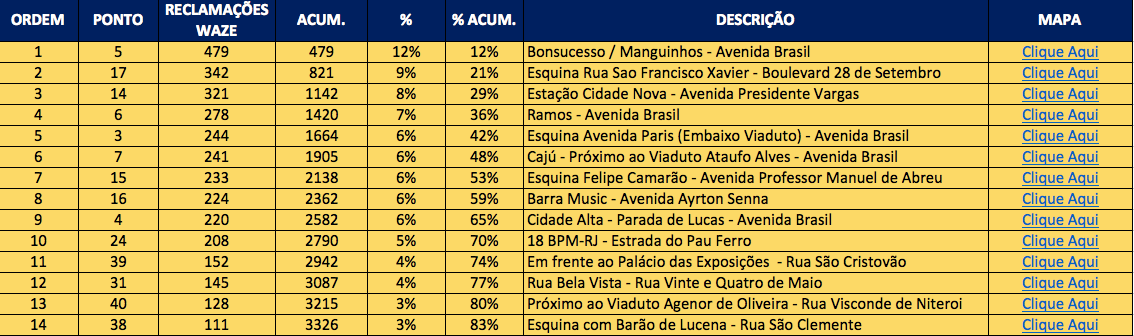 ORDEM PONTO RECLAMAÇÕES WAZE ACUM. % % ACUM. DESCRIÇÃO MAPA
1 5 479 479 12% 12% Bonsucesso / Manguinhos - Avenida Brasil Clique Aqui
2 17 342 821 9% 21% Esquina Rua Sao Francisco Xavier - Boulevard 28 de Setembro Clique Aqui
3 14 321 1142 8% 29% Estação Cidade Nova - Avenida Presidente Vargas Clique Aqui
4 6 278 1420 7% 36% Ramos - Avenida Brasil Clique Aqui
5 3 244 1664 6% 42% Esquina Avenida Paris (Embaixo Viaduto) - Avenida Brasil Clique Aqui
6 7 241 1905 6% 48% Cajú - Próximo ao Viaduto Ataufo Alves - Avenida Brasil Clique Aqui
7 15 233 2138 6% 53% Esquina Felipe Camarão - Avenida Professor Manuel de Abreu Clique Aqui
8 16 224 2362 6% 59% Barra Music - Avenida Ayrton Senna Clique Aqui
9 4 220 2582 6% 65% Cidade Alta - Parada de Lucas - Avenida Brasil Clique Aqui
10 24 208 2790 5% 70% 18 BPM-RJ - Estrada do Pau Ferro Clique Aqui
11 39 152 2942 4% 74% Em frente ao Palácio das Exposições - Rua São Cristovão Clique Aqui
12 31 145 3087 4% 77% Rua Bela Vista - Rua Vinte e Quatro de Maio Clique Aqui
13 40 128 3215 3% 80% Próximo ao Viaduto Agenor de Oliveira - Rua Visconde de Niteroi Clique Aqui
14 38 111 3326 3% 83% Esquina com Barão de Lucena - Rua São Clemente Clique Aqui